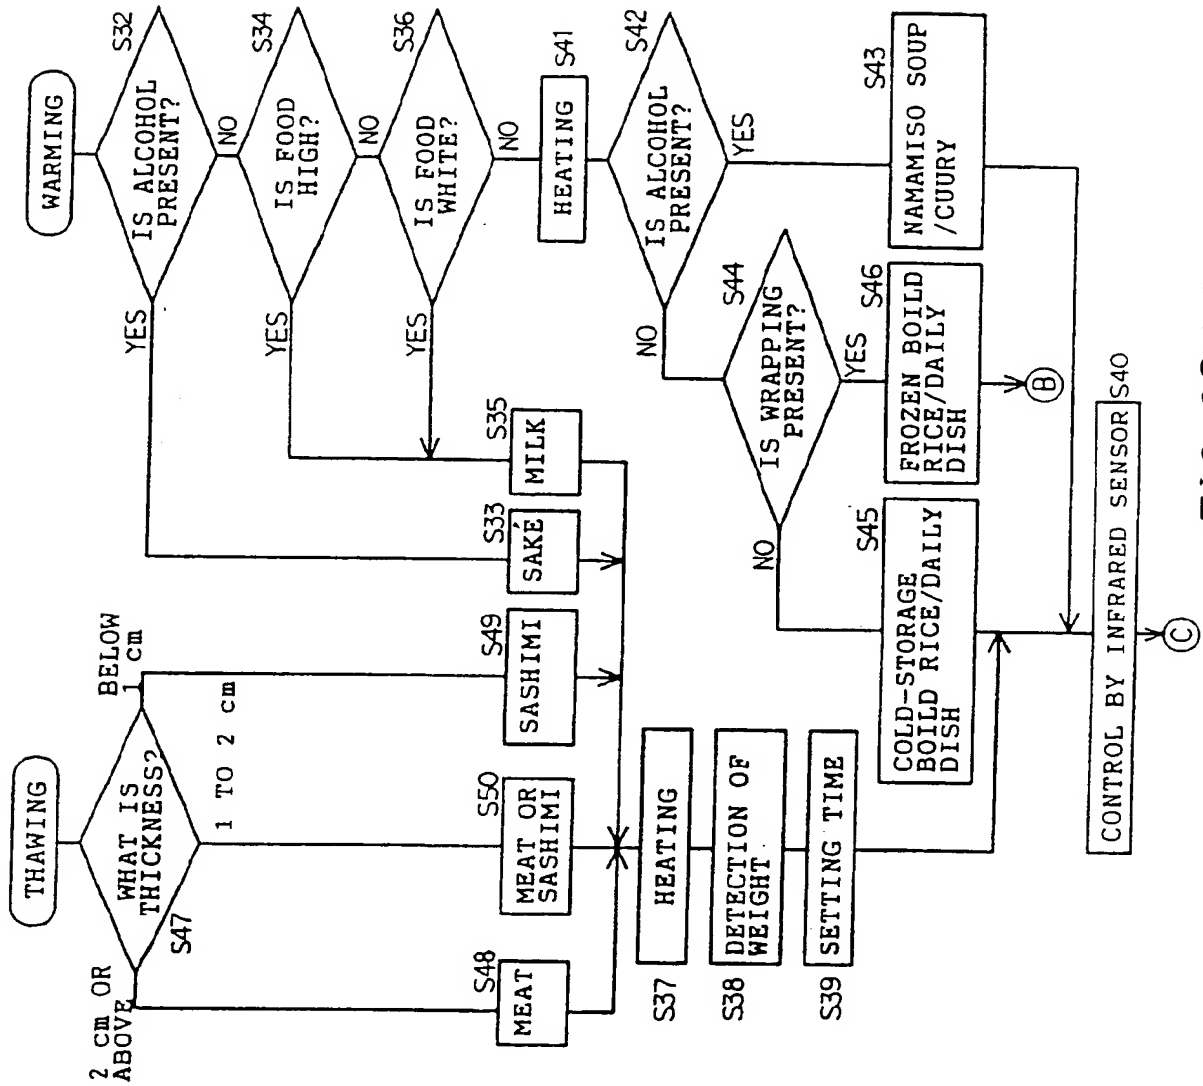 THAWING
WHAT IS
THICKNESS?
S47
2 cm OR
ABOVE
1 TO 2 cm
BELOW
1 cm
S48
MEAT
S50
MEAT OR
SASHIMI
S49
SASHIMI
S33
SAKÉ
S35
MILK
S37
HEATING
S38
DETECTION OF
WEIGHT
S39
SETTING TIME
WARMING
IS ALCOHOL
PRESENT?
S32
YES
NO
IS FOOD
HIGH?
S34
YES
NO
IS FOOD
WHITE?
S36
YES
NO
HEATING
S41
IS ALCOHOL
PRESENT?
S42
NO
YES
IS WRAPPING
PRESENT?
S44
NO
YES
S45
COLD-STORAGE
BOILD RICE/DAILY
DISH
S46
FROZEN BOILD
RICE/DAILY
DISH
S43
NAMAMISO SOUP
/CUURY
B
CONTROL BY INFRARED SENSOR
S40
C